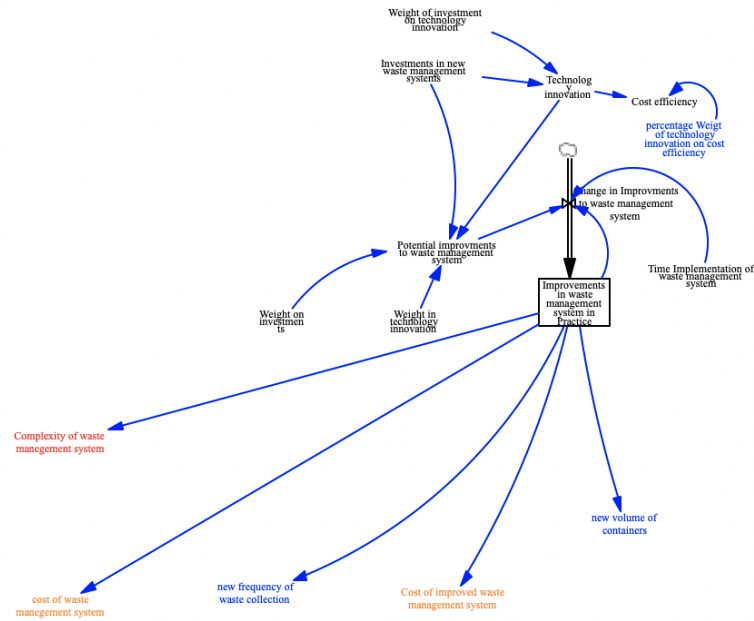 Weight of investment
on technology
innovation
Investments in new
waste management
systems
Technolog
y
innovation
Cost efficiency
percentage Weigt
of technology
innovation on cost
efficiency
hange in Improvments
to waste management
system
Potential improvments
to waste management
system
Time Implementation of
waste management
system
Improvements
in waste
management
system in
Practice
Weight on
investmen
ts
Weight in
technology
innovation
Complexity of waste
manegement system
new volume of
containers
cost of waste
management system
new frequency of
waste collection
Cost of improved waste
management system